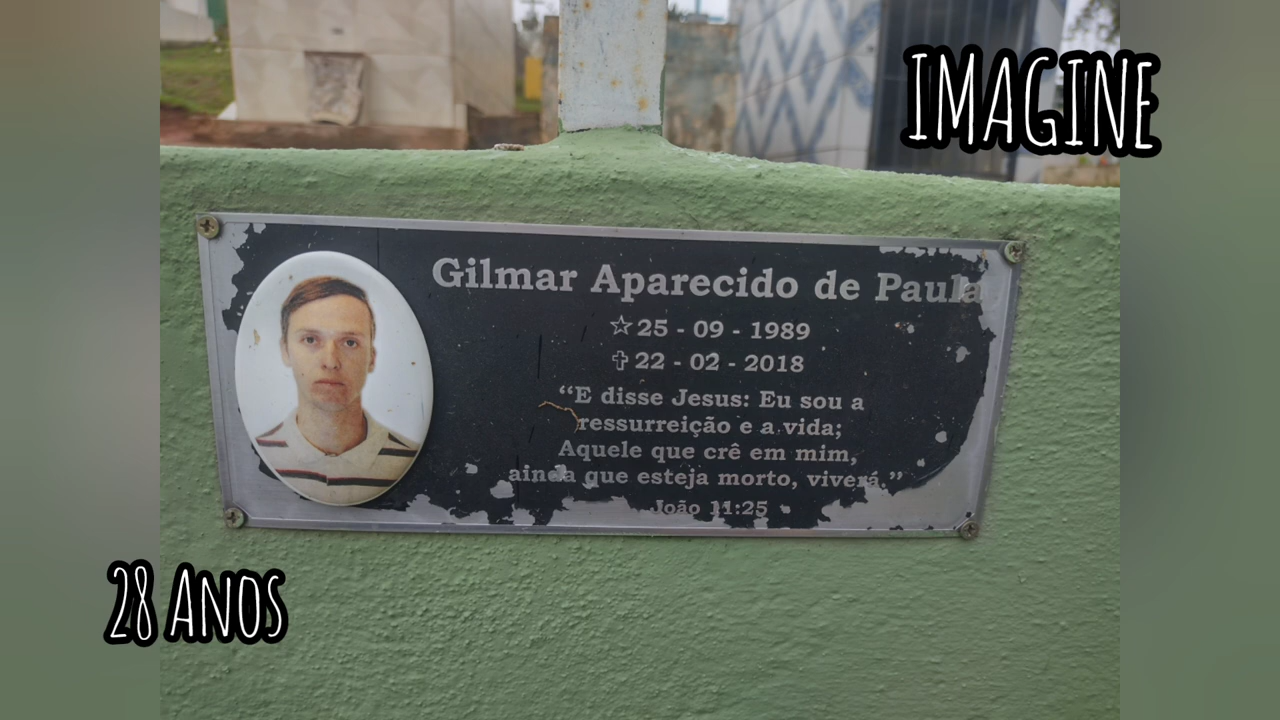 IMAGINE
Gilmar Aparecido de Paula
☆ 25 - 09 - 1989
✝ 22 - 02 - 2018
“E disse Jesus: Eu sou a
ressurreição e a vida;
Aquele que crê em mim,
ainda que esteja morto, viverá.”
João 11:25
28 ANOS